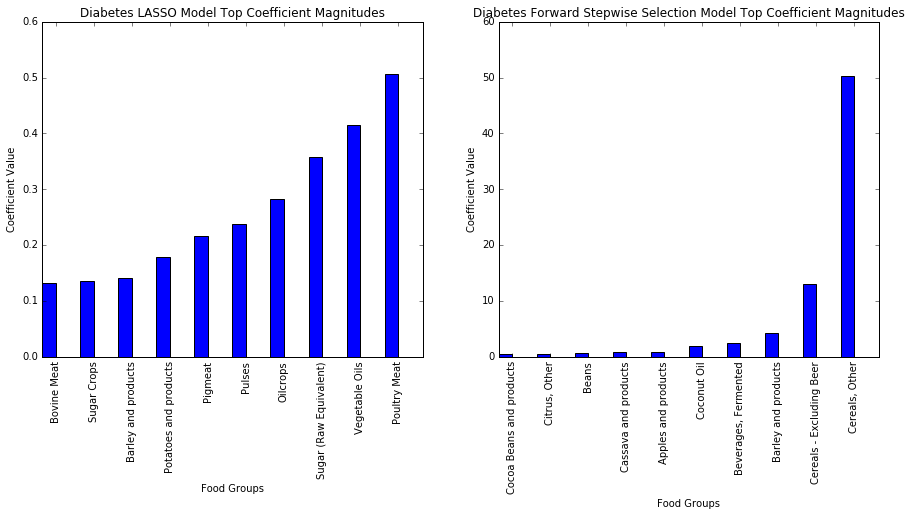 Diabetes LASSO Model Top Coefficient Magnitudes
0.6
0.5
0.4
0.3
0.2
0.1
0.0
Coefficient Value
Bovine Meat
Sugar Crops
Barley and products
Potatoes and products
Pigmeat
Pulses
Oilcrops
Sugar (Raw Equivalent)
Vegetable Oils
Poultry Meat
Food Groups
Diabetes Forward Stepwise Selection Model Top Coefficient Magnitudes
60
50
40
30
20
10
0
Coefficient Value
Cocoa Beans and products
Citrus, Other
Beans
Cassava and products
Apples and products
Coconut Oil
Beverages, Fermented
Barley and products
Cereals - Excluding Beer
Cereals, Other
Food Groups